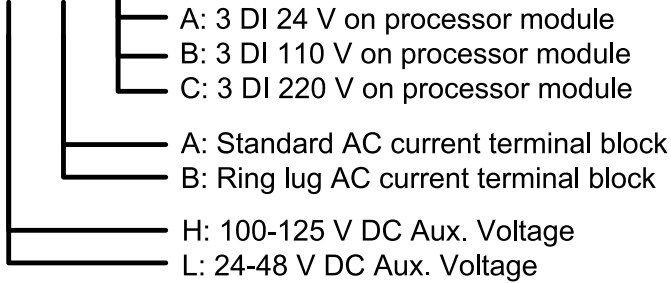 A: 3 DI 24 V on processor module
B: 3 DI 110 V on processor module
C: 3 DI 220 V on processor module
A: Standard AC current terminal block
B: Ring lug AC current terminal block
H: 100-125 V DC Aux. Voltage
L: 24-48 V DC Aux. Voltage